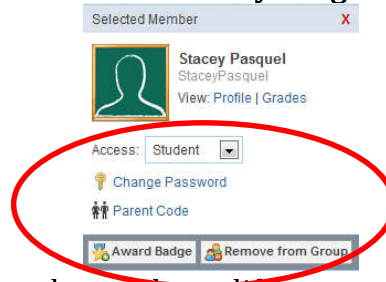 Selected Member X
Stacey Pasquel
StaceyPasquel
View: Profile | Grades
Access: Student
Change Password
Parent Code
Award Badge Remove from Group